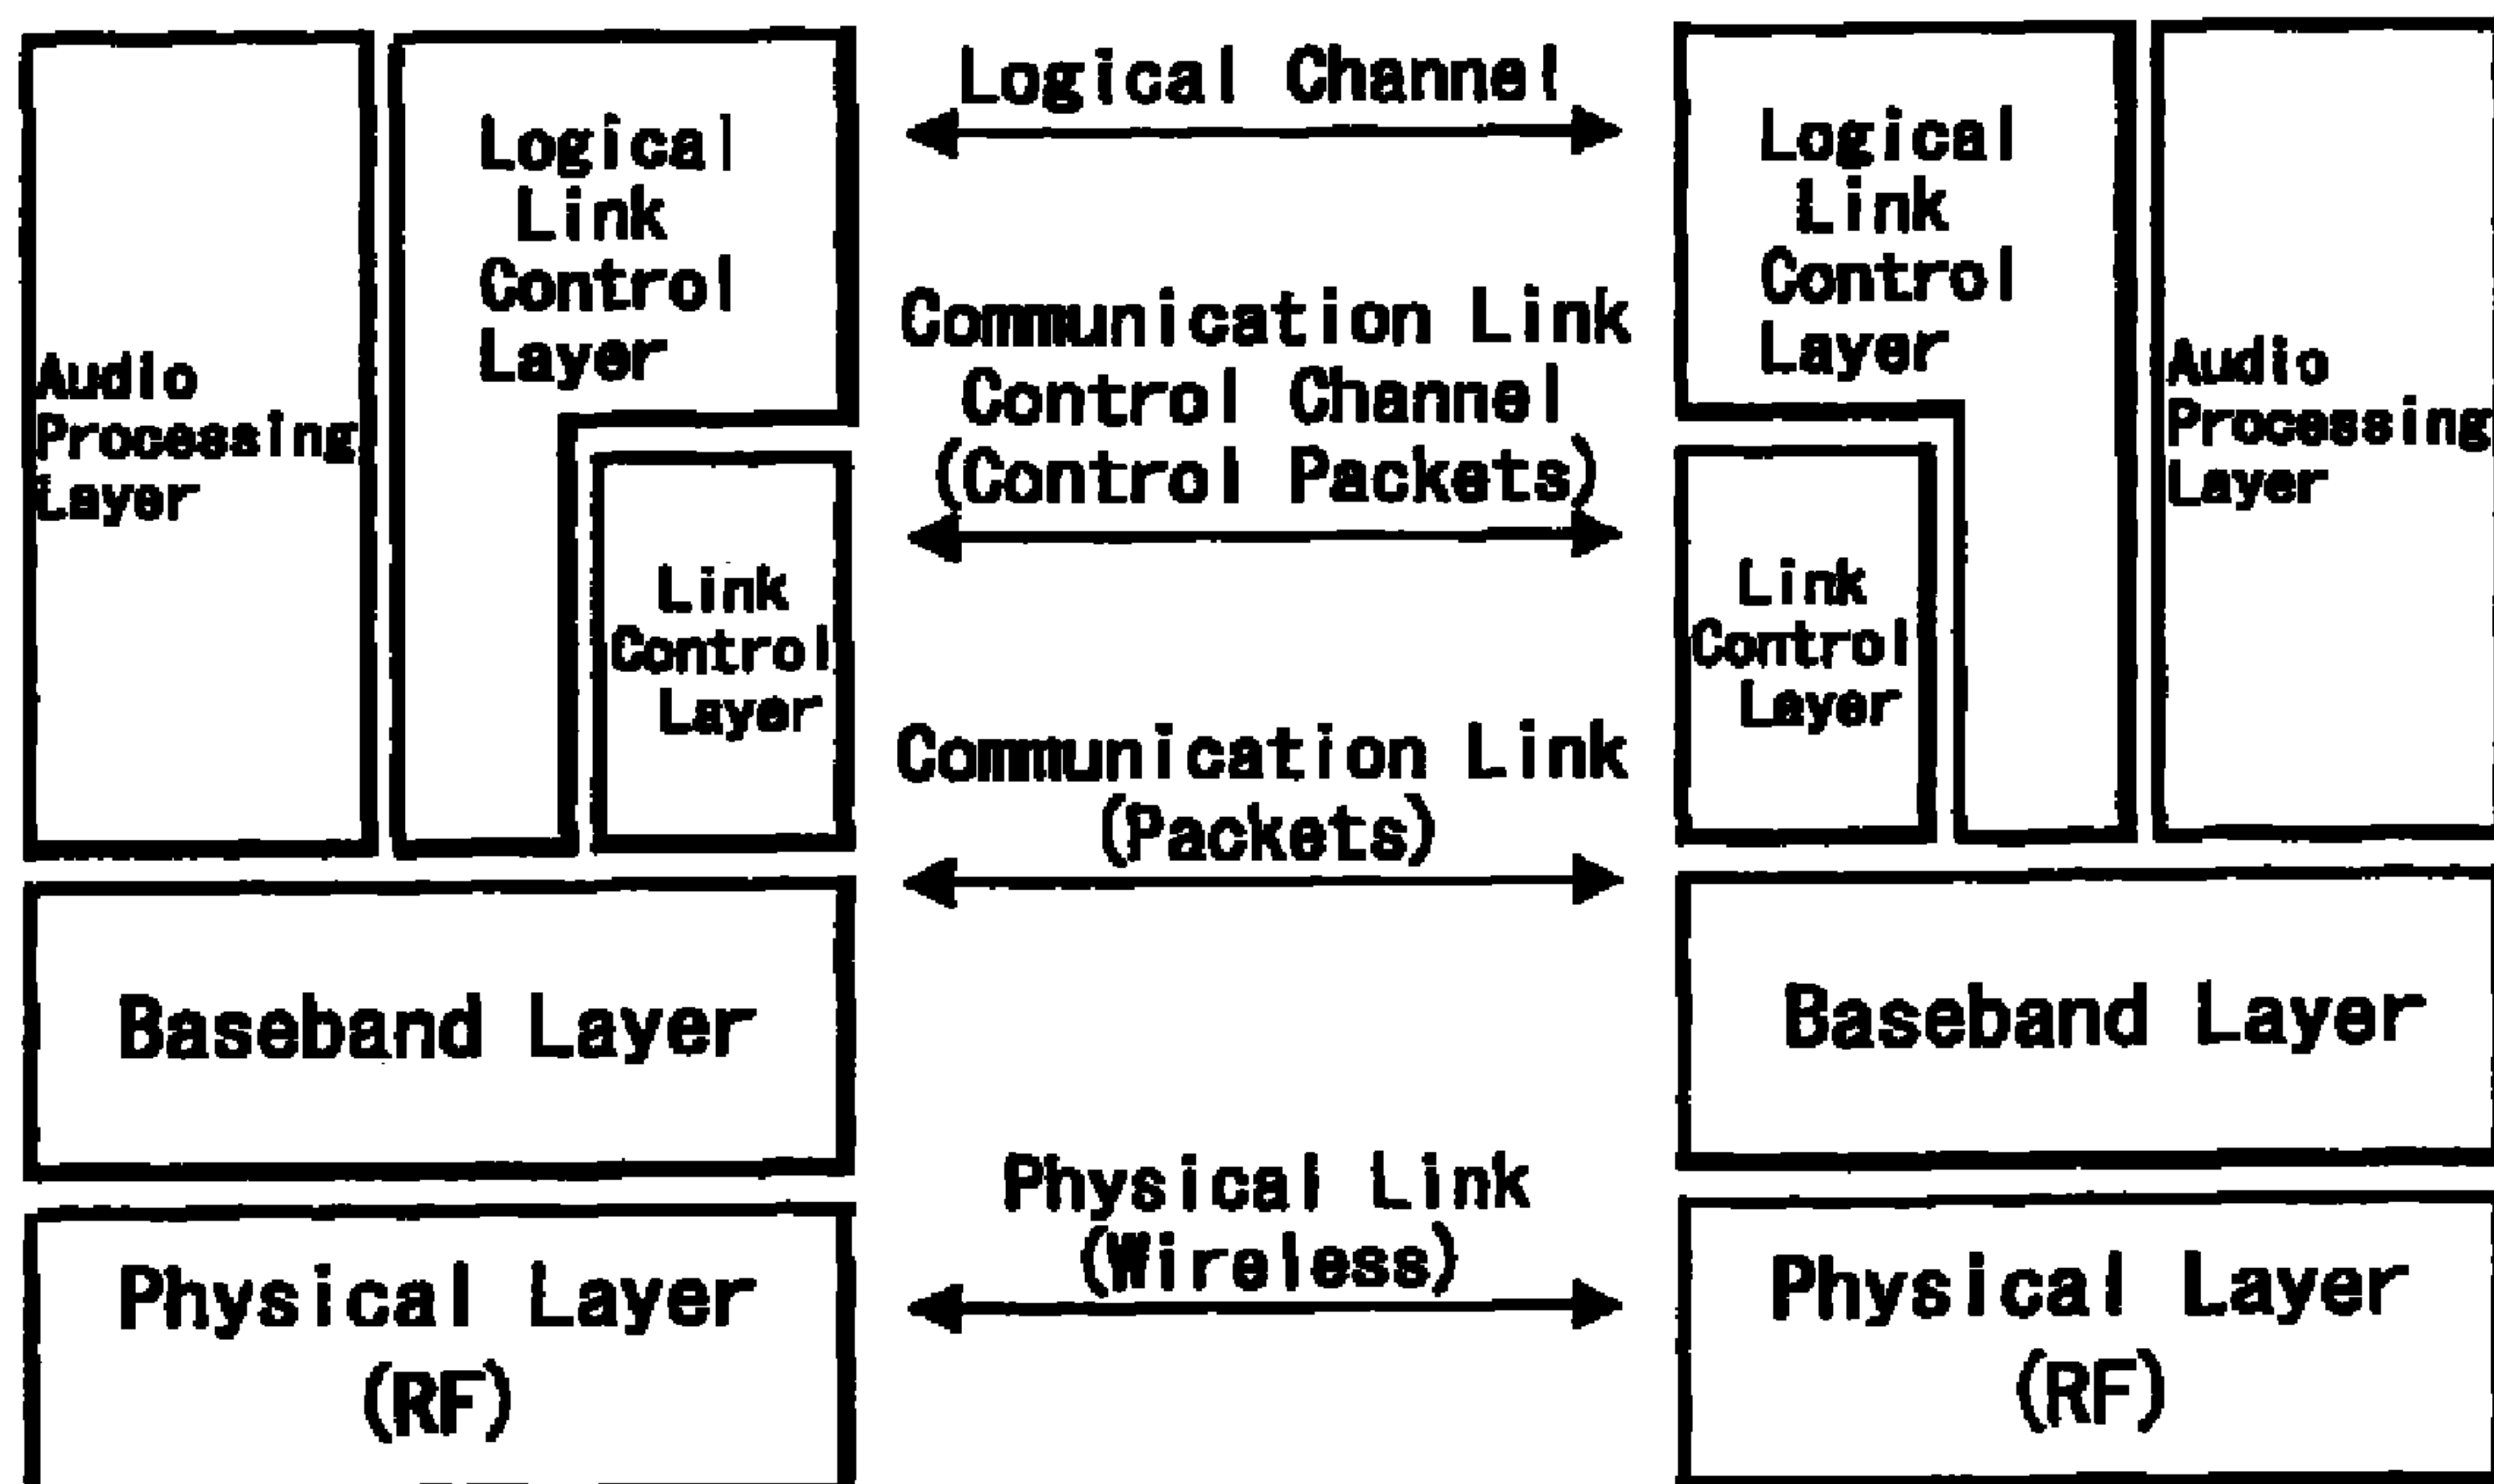 Audio
Processing
Layer
Logical
Link
Control
Layer
Link
Control
Layer
Baseband Layer
Physical Layer
(RF)
Logical Channel
Communication Link
Control Channel
(Control Packets)
Communication Link
(Packets)
Physical Link
(Wireless)
Logical
Link
Control
Layer
Link
Control
Layer
Audio
Processing
Layer
Baseband Layer
Physical Layer
(RF)